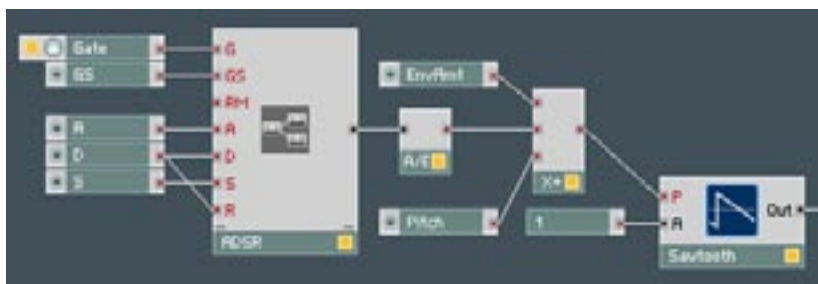 Gate
GS
A
D
S
G
GS
RM
A
D
S
R
ADSR
EnvAmt
A/E
X+
Pitch
1
P
A
Out
Sawtooth